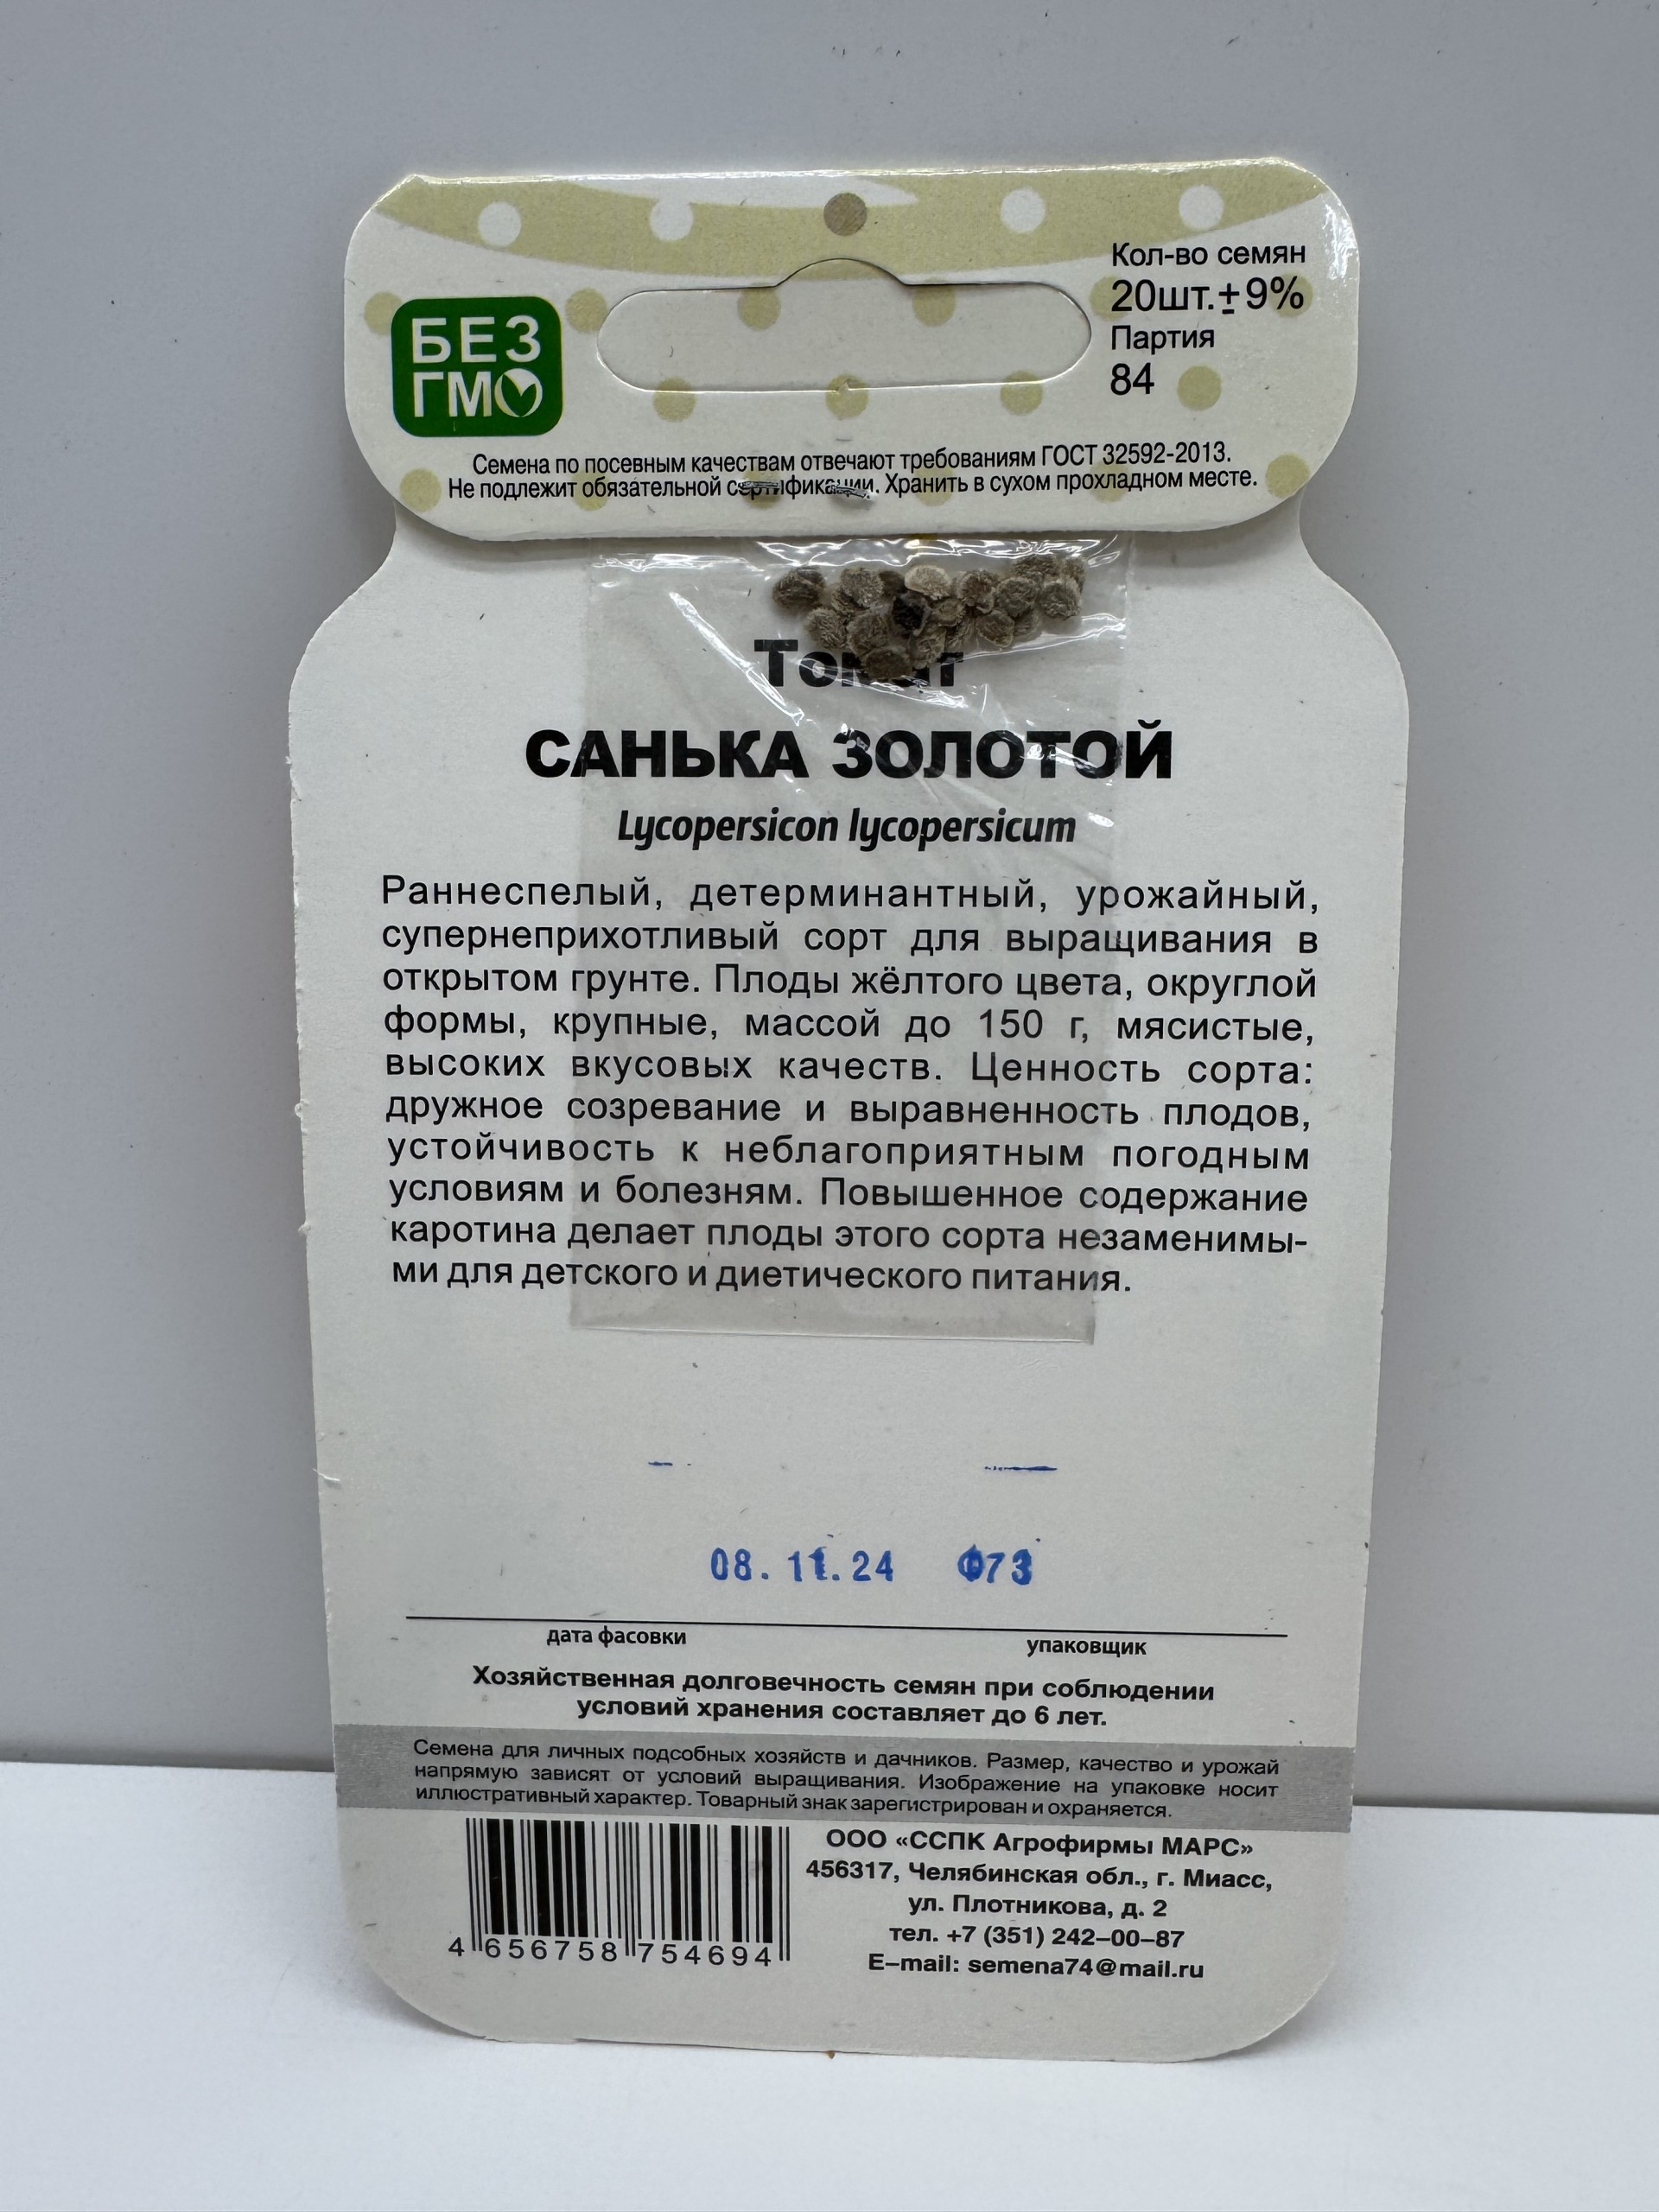 Кол-во семян
20шт.±9%
Партия
84
БЕЗ
ГМО
Семена по посевным качествам отвечают требованиям ГОСТ 32592-2013.
Не подлежит обязательной сертификации. Хранить в сухом прохладном месте.
Томат
САНЬКА ЗОЛОТОЙ
Lycopersicon lycopersicum
Раннеспелый, детерминантный, урожайный,
супернеприхотливый сорт для выращивания в
открытом грунте. Плоды жёлтого цвета, округлой
формы, крупные, массой до 150 г, мясистые,
высоких вкусовых качеств. Ценность сорта:
дружное созревание и выравненность плодов,
устойчивость к неблагоприятным погодным
условиям и болезням. Повышенное содержание
каротина делает плоды этого сорта незаменимы-
ми для детского и диетического питания.
08.11.24 Ф73
дата фасовки упаковщик
Хозяйственная долговечность семян при соблюдении
условий хранения составляет до 6 лет.
Семена для личных подсобных хозяйств и дачников. Размер, качество и урожай
напрямую зависят от условий выращивания. Изображение на упаковке носит
иллюстративный характер. Товарный знак зарегистрирован и охраняется.
ООО «ССПК Агрофирмы МАРС»
456317, Челябинская обл., г. Миасс,
ул. Плотникова, д. 2
тел. +7 (351) 242–00–87
E–mail: semena74@mail.ru
4 656758 754694